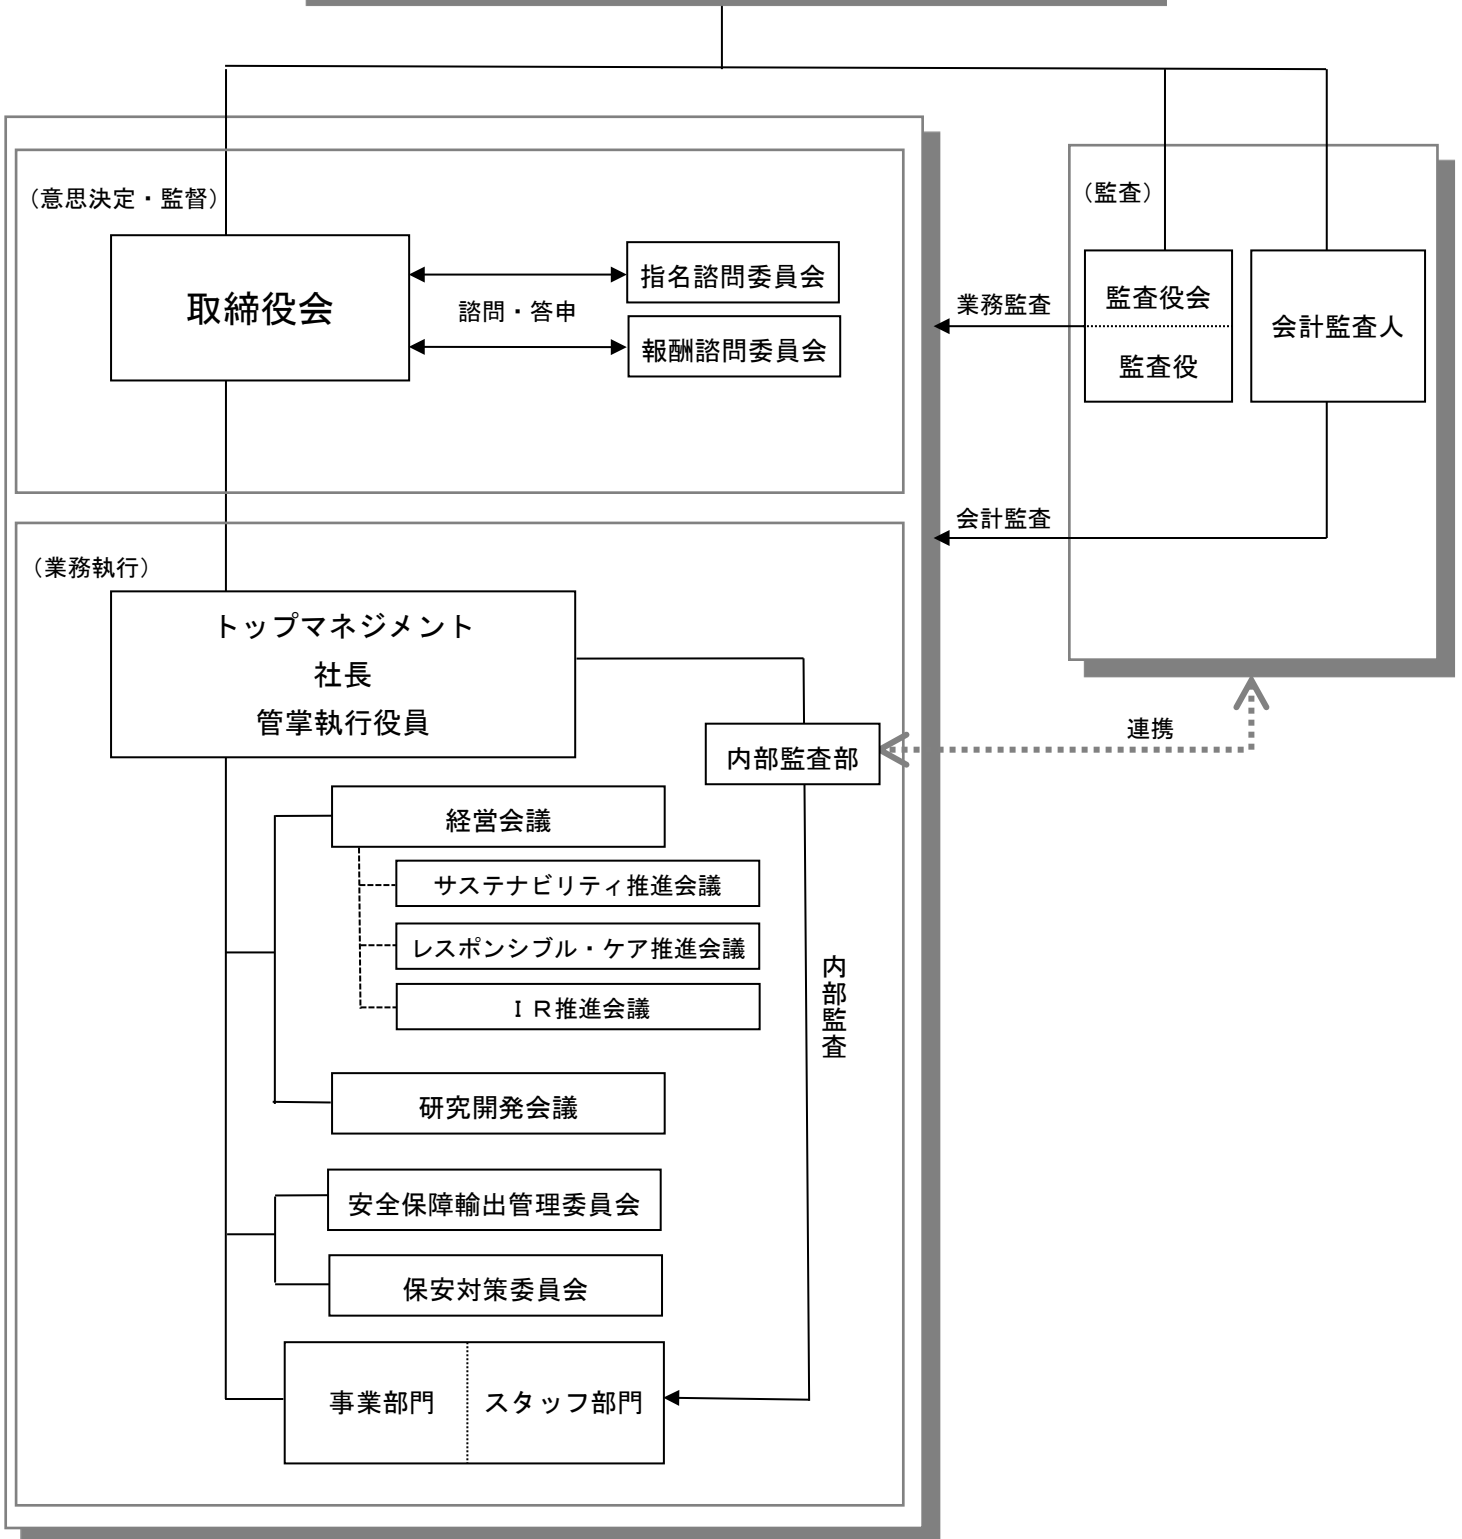 （意思決定・監督）
取締役会
諮問・答申
指名諮問委員会
報酬諮問委員会
（監査）
監査役会
監査役
会計監査人
業務監査
会計監査
（業務執行）
トップマネジメント
社長
管掌執行役員
内部監査部
連携
経営会議
サステナビリティ推進会議
レスポンシブル・ケア推進会議
ＩＲ推進会議
内部監査
研究開発会議
安全保障輸出管理委員会
保安対策委員会
事業部門
スタッフ部門